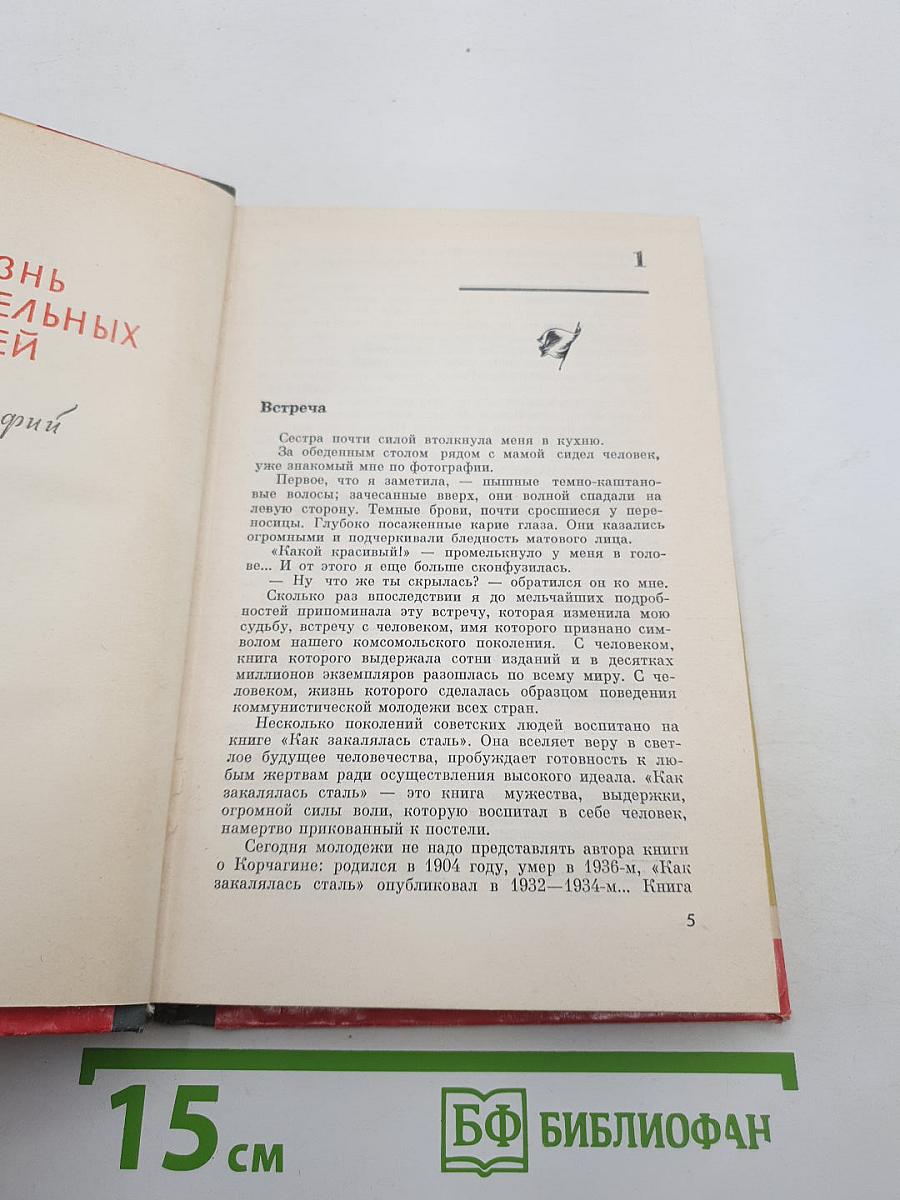 ЗНЬ
ЕЛЬНЫХ
ЕЙ
фий
1
Встреча
Сестра почти силой втолкнула меня в кухню.
За обеденным столом рядом с мамой сидел человек,
уже знакомый мне по фотографии.
Первое, что я заметила, — пышные темно-каштано-
вые волосы; зачесанные вверх, они волной спадали на
левую сторону. Темные брови, почти сросшиеся у пере-
носицы. Глубоко посаженные карие глаза. Они казались
огромными и подчеркивали бледность матового лица.
«Какой красивый!» — промелькнуло у меня в голо-
ве... И от этого я еще больше сконфузилась.
— Ну что же ты скрылась? — обратился он ко мне.
Сколько раз впоследствии я до мельчайших подроб-
ностей припоминала эту встречу, которая изменила мою
судьбу, встречу с человеком, имя которого признано сим-
волом нашего комсомольского поколения. С человеком,
книга которого выдержала сотни изданий и в десятках
миллионов экземпляров разошлась по всему миру. С че-
ловеком, жизнь которого сделалась образцом поведения
коммунистической молодежи всех стран.
Несколько поколений советских людей воспитано на
книге «Как закалялась сталь». Она вселяет веру в свет-
лое будущее человечества, пробуждает готовность к лю-
бым жертвам ради осуществления высокого идеала. «Как
закалялась сталь» — это книга мужества, выдержки,
огромной силы воли, которую воспитал в себе человек,
намертво прикованный к постели.
Сегодня молодежи не надо представлять автора книги
о Корчагине: родился в 1904 году, умер в 1936-м, «Как
закалялась сталь» опубликовал в 1932—1934-м... Книга
5
15 см
БФ БИБЛИОФАН